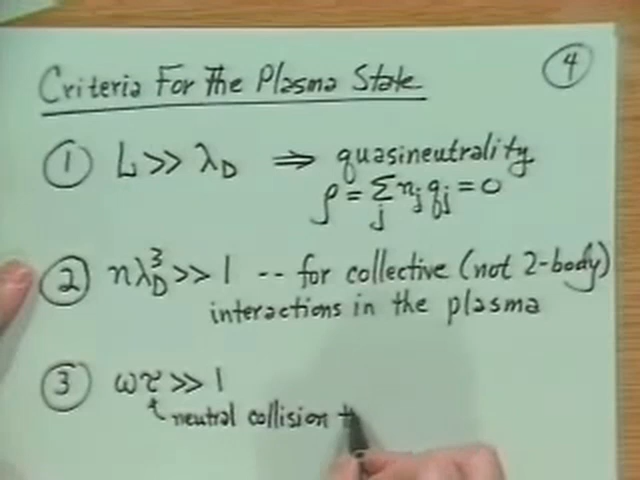 ④
Criteria For The Plasma State
① L >> λ_D ⇒ quasineutrality
ρ = Σ_j n_j q_j = 0
② nλ_D^3 >> 1 -- for collective (not 2-body)
interactions in the plasma
③ ωτ >> 1
neutral collision t